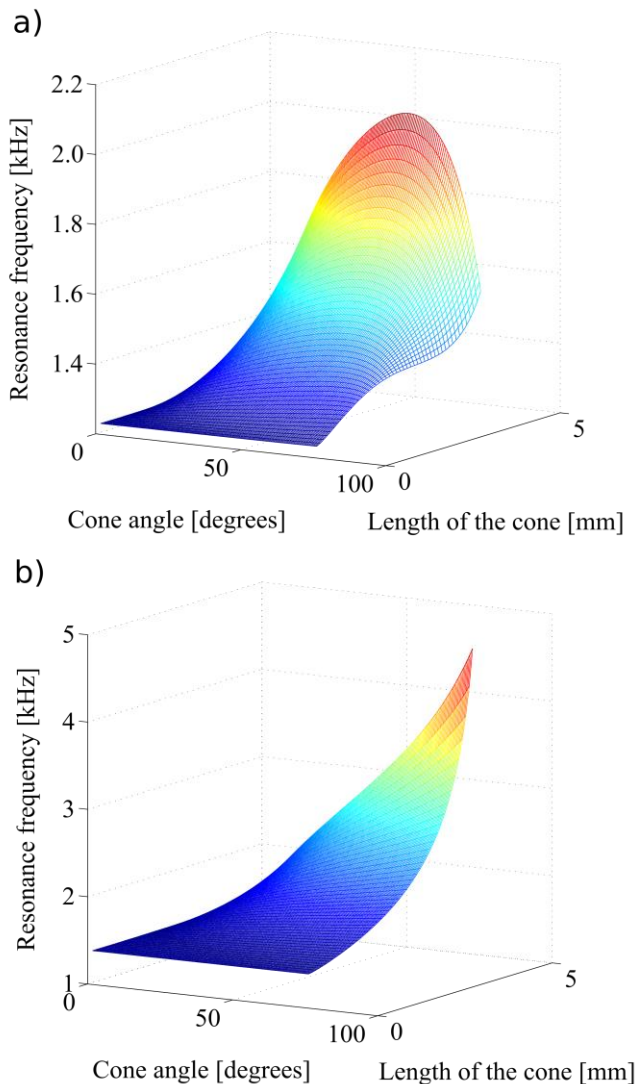 a)
Resonance frequency [kHz]
2.2
2.0
1.8
1.6
1.4
0
50
100
0
5
Cone angle [degrees]
Length of the cone [mm]
b)
Resonance frequency [kHz]
5
4
3
2
1
0
50
100
0
5
Cone angle [degrees]
Length of the cone [mm]